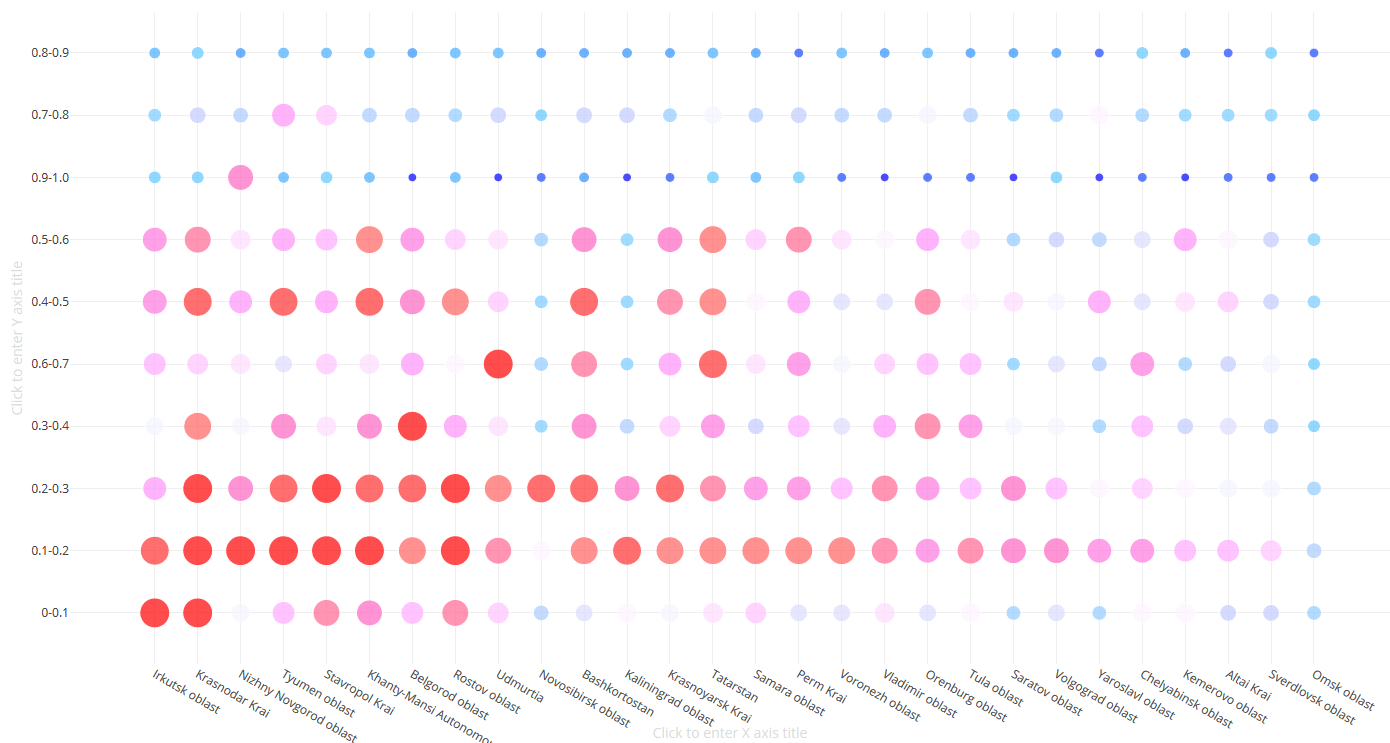 0.8-0.9
0.7-0.8
0.9-1.0
0.5-0.6
0.4-0.5
0.6-0.7
0.3-0.4
0.2-0.3
0.1-0.2
0-0.1
Click to enter Y axis title
Irkutsk oblast
Krasnodar Krai
Nizhny Novgorod oblast
Tyumen oblast
Stavropol Krai
Khanty-Mansi Autonomo
Belgorod oblast
Rostov oblast
Udmurtia
Novosibirsk oblast
Bashkortostan
Kaliningrad oblast
Krasnoyarsk Krai
Tatarstan
Samara oblast
Perm Krai
Voronezh oblast
Vladimir oblast
Orenburg oblast
Tula oblast
Saratov oblast
Volgograd oblast
Yaroslavl oblast
Chelyabinsk oblast
Kemerovo oblast
Altai Krai
Sverdlovsk oblast
Omsk oblast
Click to enter X axis title